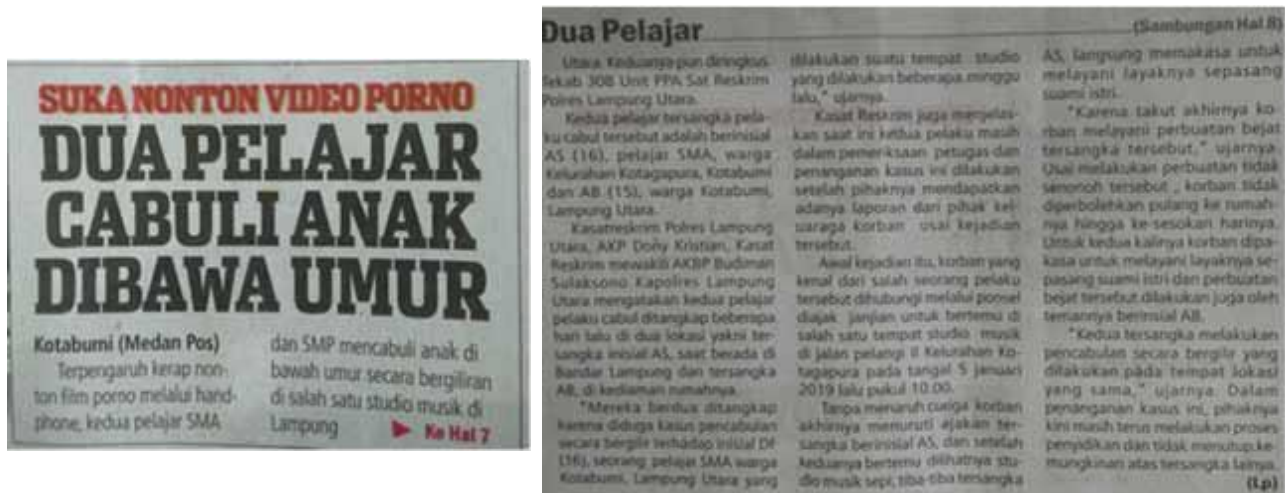 SUKA NONTON VIDEO PORNO
DUA PELAJAR
CABULI ANAK
DIBAWA UMUR
Kotabumi (Medan Pos)
Terpengaruh kerap non-
ton film porno melalui hand-
phone, kedua pelajar SMA
dan SMP mencabuli anak di
bawah umur secara bergiliran
di salah satu studio musik di
Lampung
Ke Hal 7
Dua Pelajar
(Sambungan Hal 8)
Utara. Keduanya pun diringkus
Tekab 308 Unit PPA Sat Reskrim
Polres Lampung Utara.
Kedua pelajar tersangka pela-
ku cabul tersebut adalah berinisial
AS (16), pelajar SMA, warga
Kelurahan Kotagapura, Kotabumi
dan AB (15), warga Kotabumi,
Lampung Utara.
Kasatreskrim Polres Lampung
Utara, AKP Dony Kristian, Kasat
Reskrim mewakili AKBP Budiman
Sulaksono Kapolres Lampung
Utara mengatakan kedua pelajar
pelaku cabul ditangkap beberapa
hari lalu di dua lokasi yakni ter-
sangka inisial AS, saat berada di
Bandar Lampung dan tersangka
AB, di kediaman rumahnya.
"Mereka berdua ditangkap
karena diduga kasus pencabulan
secara bergilir terhadap inisial DF
(16), seorang pelajar SMA warga
Kotabumi, Lampung Utara yang
dilakukan suatu tempat studio
yang dilakukan beberapa minggu
lalu," ujarnya.
Kasat Reskrim juga menjelas-
kan saat ini kedua pelaku masih
dalam pemeriksaan petugas dan
penanganan kasus ini dilakukan
setelah pihaknya mendapatkan
adanya laporan dari pihak kel-
uaraga korban usai kejadian
tersebut.
Awal kejadian itu, korban yang
kenal dari salah seorang pelaku
tersebut dihubungi melalui ponsel
diajak janjian untuk bertemu di
salah satu tempat studio musik
di jalan pelangi II Kelurahan Ko-
tagapura pada tangal 5 januari
2019 lalu pukul 10.00.
Tanpa menaruh curiga korban
akhirnya menuruti ajakan ter-
sangka berinisial AS, dan setelah
keduanya bertemu dilihatnya stu-
dio musik sepi, tiba-tiba tersangka
AS, langsung memakasa untuk
melayani layaknya sepasang
suami istri.
"Karena takut akhirnya ko-
rban melayani perbuatan bejat
tersangka tersebut," ujarnya.
Usai melakukan perbuatan tidak
senonoh tersebut , korban tidak
diperbolehkan pulang ke rumah-
nya hingga ke-sesokan harinya.
Untuk kedua kalinya korban dipa-
kasa untuk melayani layaknya se-
pasang suami istri dan perbuatan
bejat tersebut dilakukan juga oleh
temannya berinsial AB.
"Kedua tersangka melakukan
pencabulan secara bergilir yang
dilakukan pada tempat lokasi
yang sama," ujarnya. Dalam
penanganan kasus ini, pihaknya
kini masih terus melakukan proses
penyidikan dan tidak menutup ke-
mungkinan atas tersangka lainya.
(Lp)